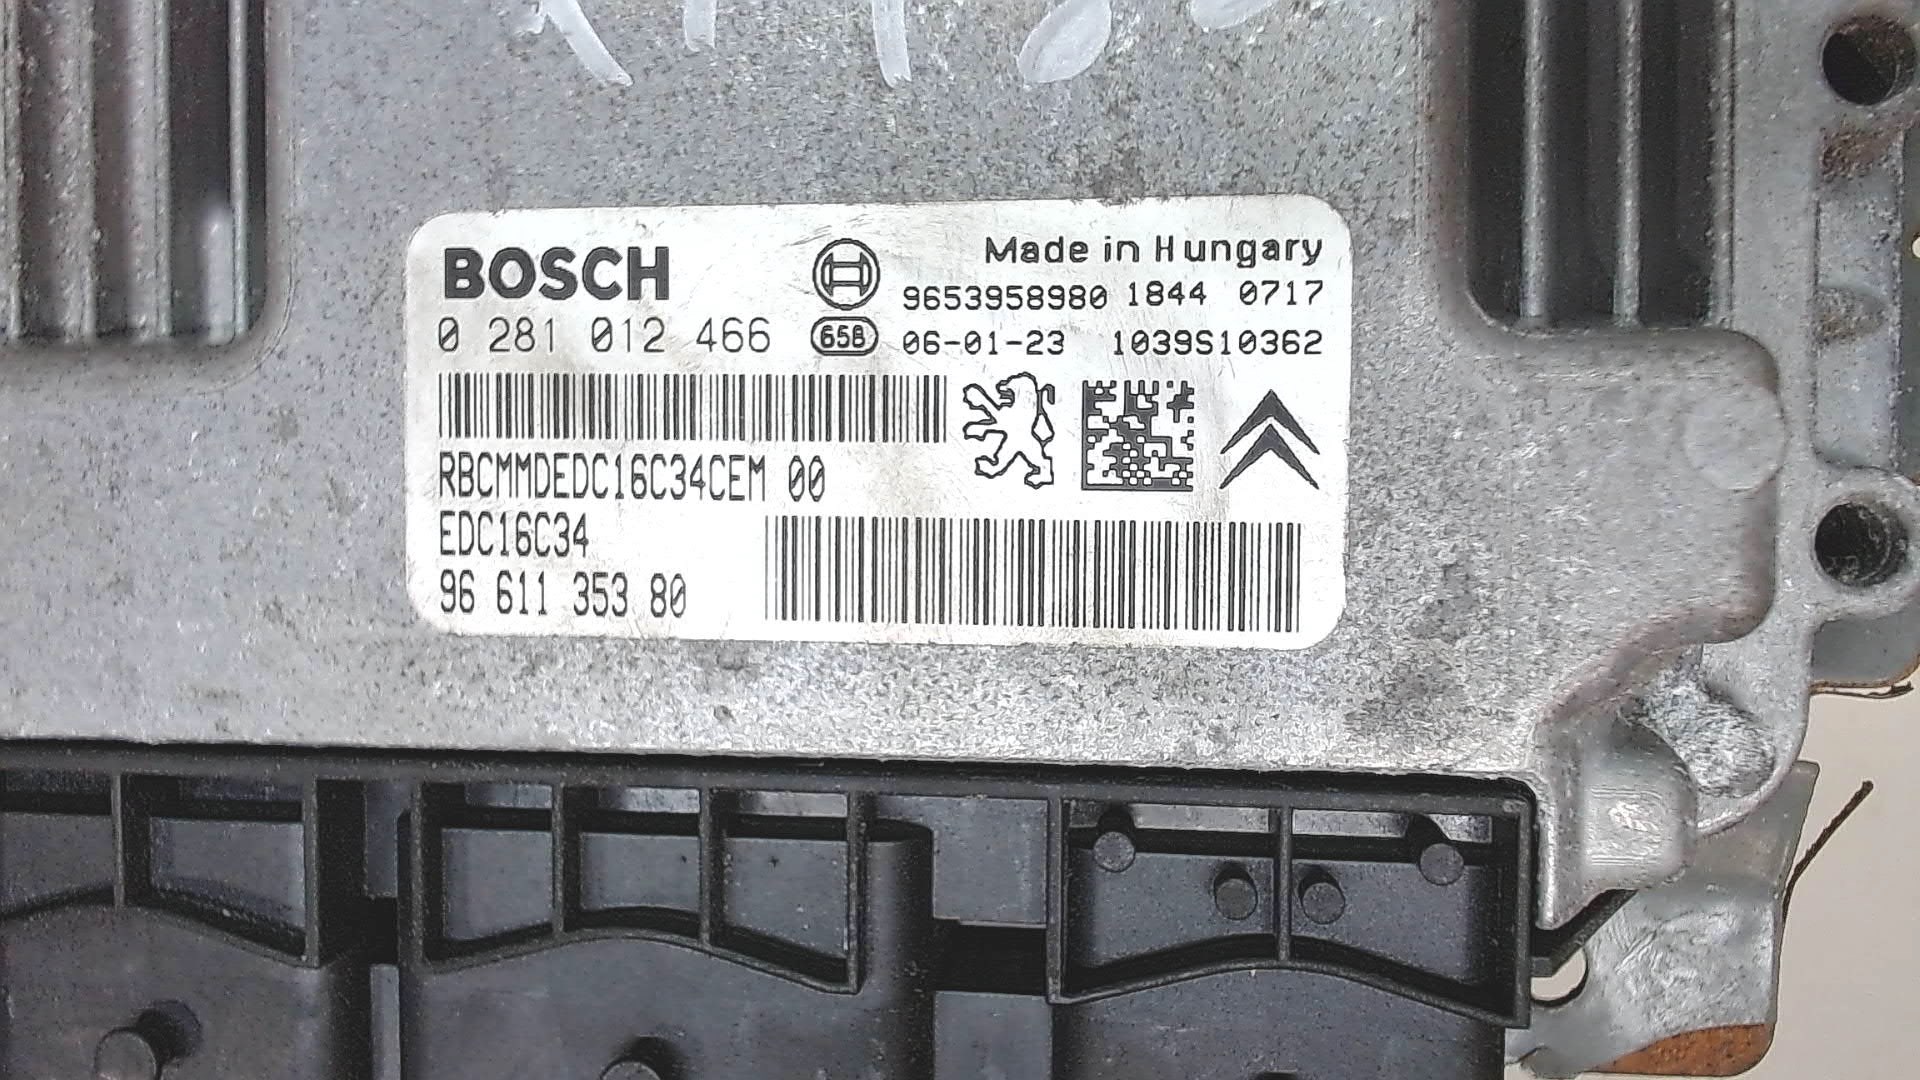 BOSCH
Made in Hungary
9653958980 1844 0717
0 281 012 466
658
06-01-23 1039S10362
RBCMMDEDC16C34CEM 00
EDC16C34
96 611 353 80